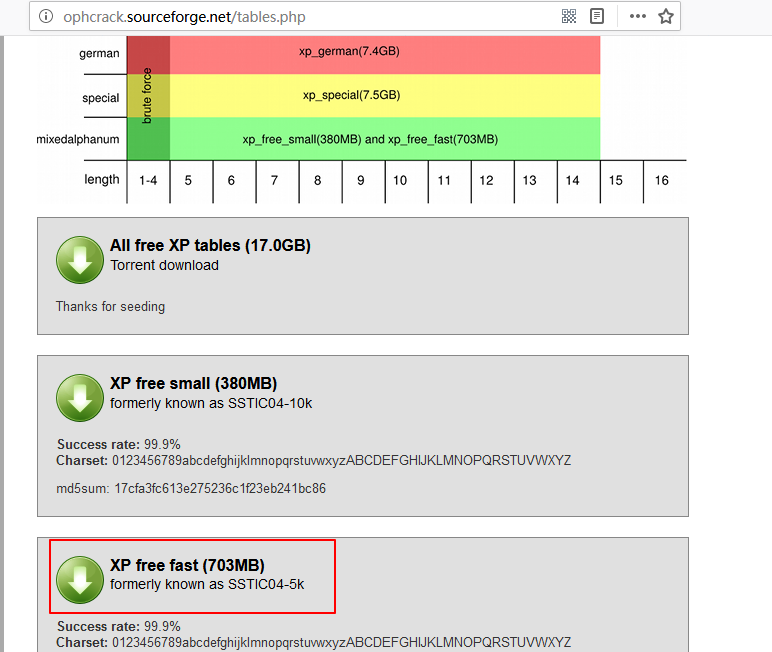 ophcrack.sourceforge.net/tables.php
german
xp_german(7.4GB)
special
brute force
xp_special(7.5GB)
mixedalphanum
xp_free_small(380MB) and xp_free_fast(703MB)
length 1-4 5 6 7 8 9 10 11 12 13 14 15 16
All free XP tables (17.0GB)
Torrent download
Thanks for seeding
XP free small (380MB)
formerly known as SSTIC04-10k
Success rate: 99.9%
Charset: 0123456789abcdefghijklmnopqrstuvwxyzABCDEFGHIJKLMNOPQRSTUVWXYZ
md5sum: 17cfa3fc613e275236c1f23eb241bc86
XP free fast (703MB)
formerly known as SSTIC04-5k
Success rate: 99.9%
Charset: 0123456789abcdefghijklmnopqrstuvwxyzABCDEFGHIJKLMNOPQRSTUVWXYZ